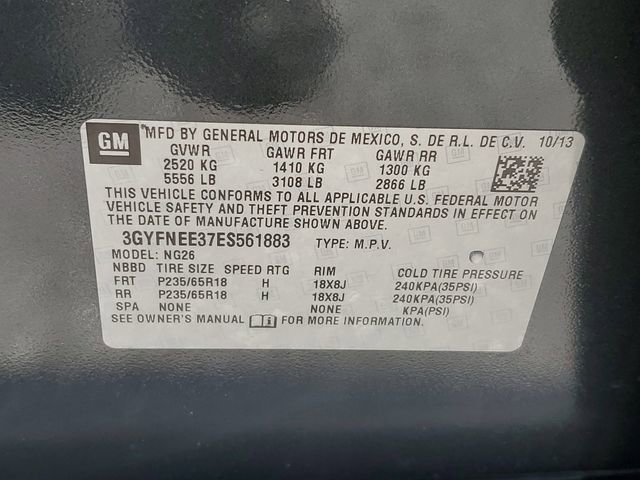 GM MFD BY GENERAL MOTORS DE MEXICO, S. DE R.L. DE C.V. 10/13
GVWR GAWR FRT GAWR RR
2520 KG 1410 KG 1300 KG
5556 LB 3108 LB 2866 LB
THIS VEHICLE CONFORMS TO ALL APPLICABLE U.S. FEDERAL MOTOR
VEHICLE SAFETY AND THEFT PREVENTION STANDARDS IN EFFECT ON
THE DATE OF MANUFACTURE SHOWN ABOVE.
3GYFNEE37ES561883 TYPE: M.P.V.
MODEL: NG26
NBBD TIRE SIZE SPEED RTG RIM COLD TIRE PRESSURE
FRT P235/65R18 H 18X8J 240KPA(35PSI)
RR P235/65R18 H 18X8J 240KPA(35PSI)
SPA NONE NONE KPA(PSI)
SEE OWNER'S MANUAL FOR MORE INFORMATION.